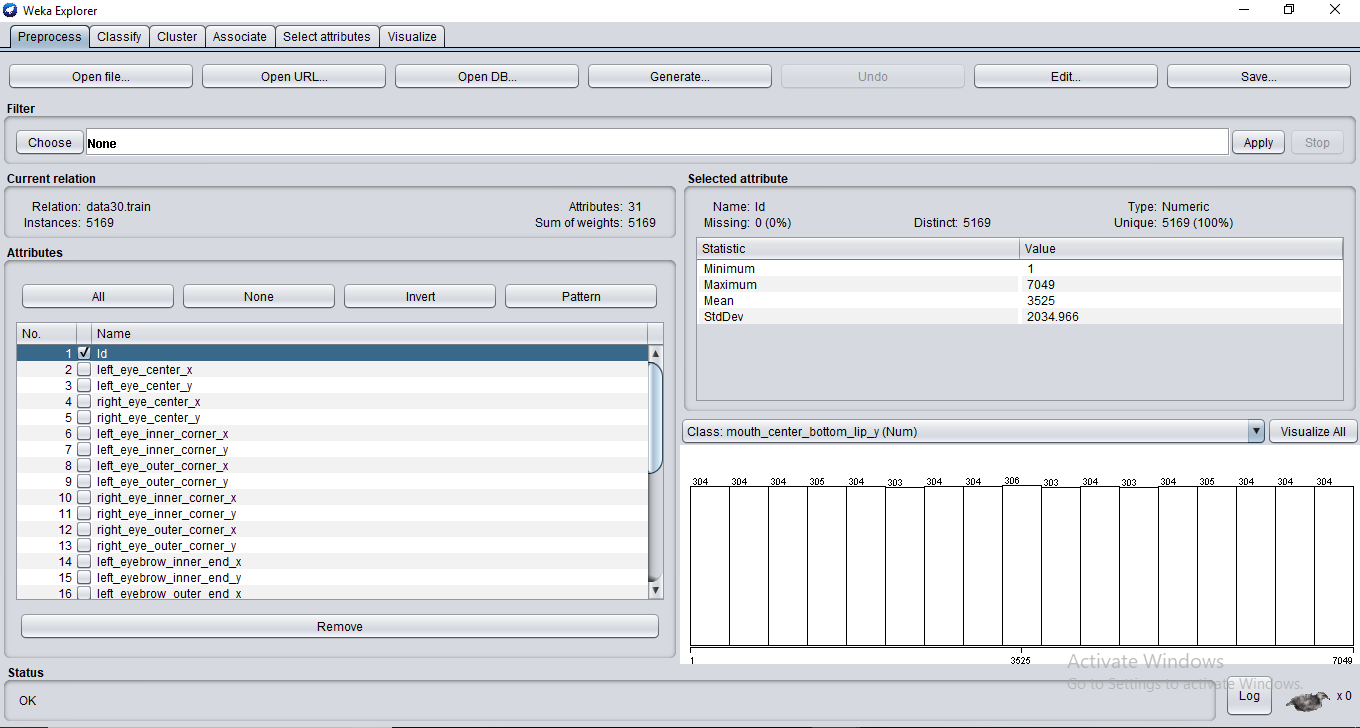 Weka Explorer
Preprocess Classify Cluster Associate Select attributes Visualize
Open file... Open URL... Open DB... Generate... Undo Edit... Save...
Filter
Choose None Apply Stop
Current relation
Relation: data30.train Attributes: 31
Instances: 5169 Sum of weights: 5169
Attributes
All None Invert Pattern
No. Name
1 Id
2 left_eye_center_x
3 left_eye_center_y
4 right_eye_center_x
5 right_eye_center_y
6 left_eye_inner_corner_x
7 left_eye_inner_corner_y
8 left_eye_outer_corner_x
9 left_eye_outer_corner_y
10 right_eye_inner_corner_x
11 right_eye_inner_corner_y
12 right_eye_outer_corner_x
13 right_eye_outer_corner_y
14 left_eyebrow_inner_end_x
15 left_eyebrow_inner_end_y
16 left_eyebrow_outer_end_x
Remove
Selected attribute
Name: Id Type: Numeric
Missing: 0 (0%) Distinct: 5169 Unique: 5169 (100%)
Statistic Value
Minimum 1
Maximum 7049
Mean 3525
StdDev 2034.966
Class: mouth_center_bottom_lip_y (Num) Visualize All
304 304 304 305 304 303 304 304 306 303 304 303 304 305 304 304 304
1 3525 7049
Activate Windows
Go to Settings to activate Windows.
Status
OK
Log x 0